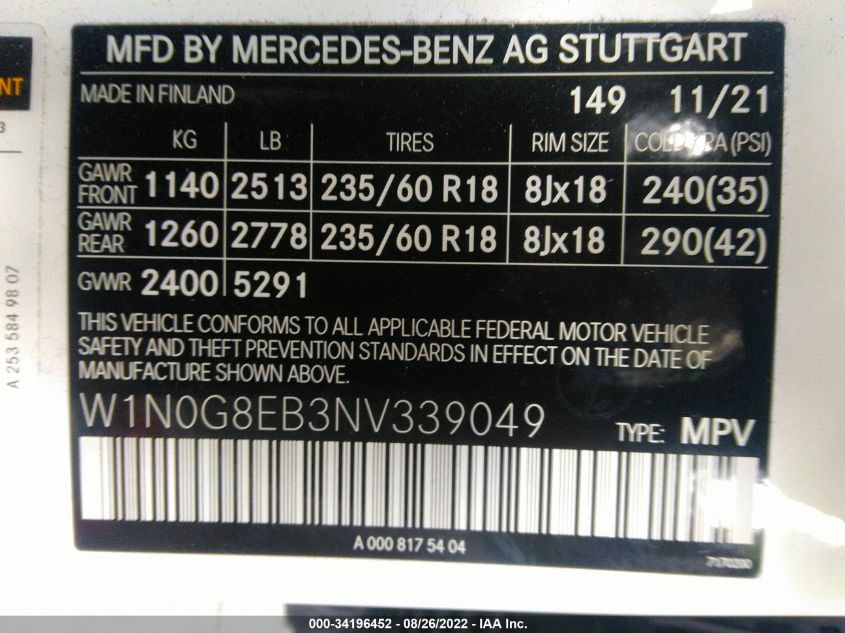 MFD BY MERCEDES-BENZ AG STUTTGART
MADE IN FINLAND 149 11/21
KG LB TIRES RIM SIZE (PSI)
GAWR FRONT 1140 2513 235/60 R18 8Jx18 240(35)
GAWR REAR 1260 2778 235/60 R18 8Jx18 290(42)
GVWR 2400 5291
THIS VEHICLE CONFORMS TO ALL APPLICABLE FEDERAL MOTOR VEHICLE
SAFETY AND THEFT PREVENTION STANDARDS IN EFFECT ON THE DATE OF
MANUFACTURE SHOWN ABOVE.
W1N0G8EB3NV339049 TYPE: MPV
A 000 817 54 04
A 253 584 98 07
000-34196452 - 08/26/2022 - IAA Inc.